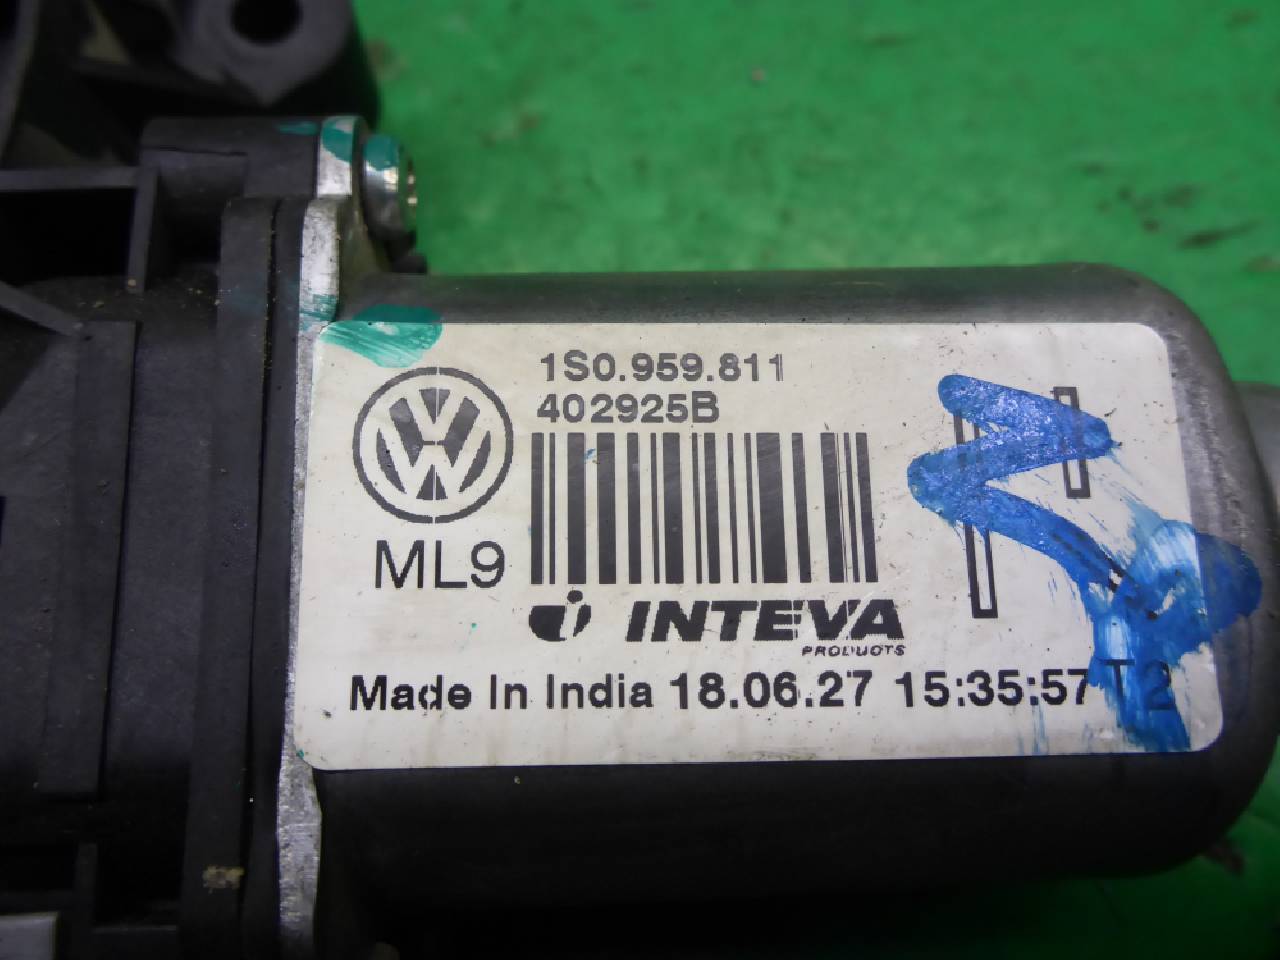 1S0.959.811
402925B
ML9
INTEVA
PRODUCTS
Made In India 18.06.27 15:35:57 T2